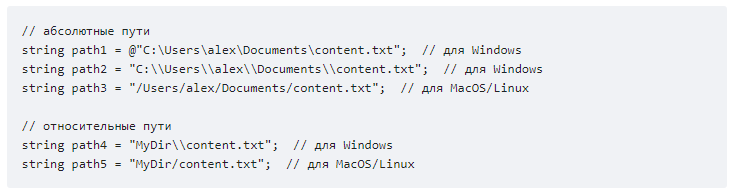 // абсолютные пути
string path1 = @"C:\Users\alex\Documents\content.txt";  // для Windows
string path2 = "C:\\Users\\alex\\Documents\\content.txt";  // для Windows
string path3 = "/Users/alex/Documents/content.txt";  // для MacOS/Linux
// относительные пути
string path4 = "MyDir\\content.txt";  // для Windows
string path5 = "MyDir/content.txt";  // для MacOS/Linux